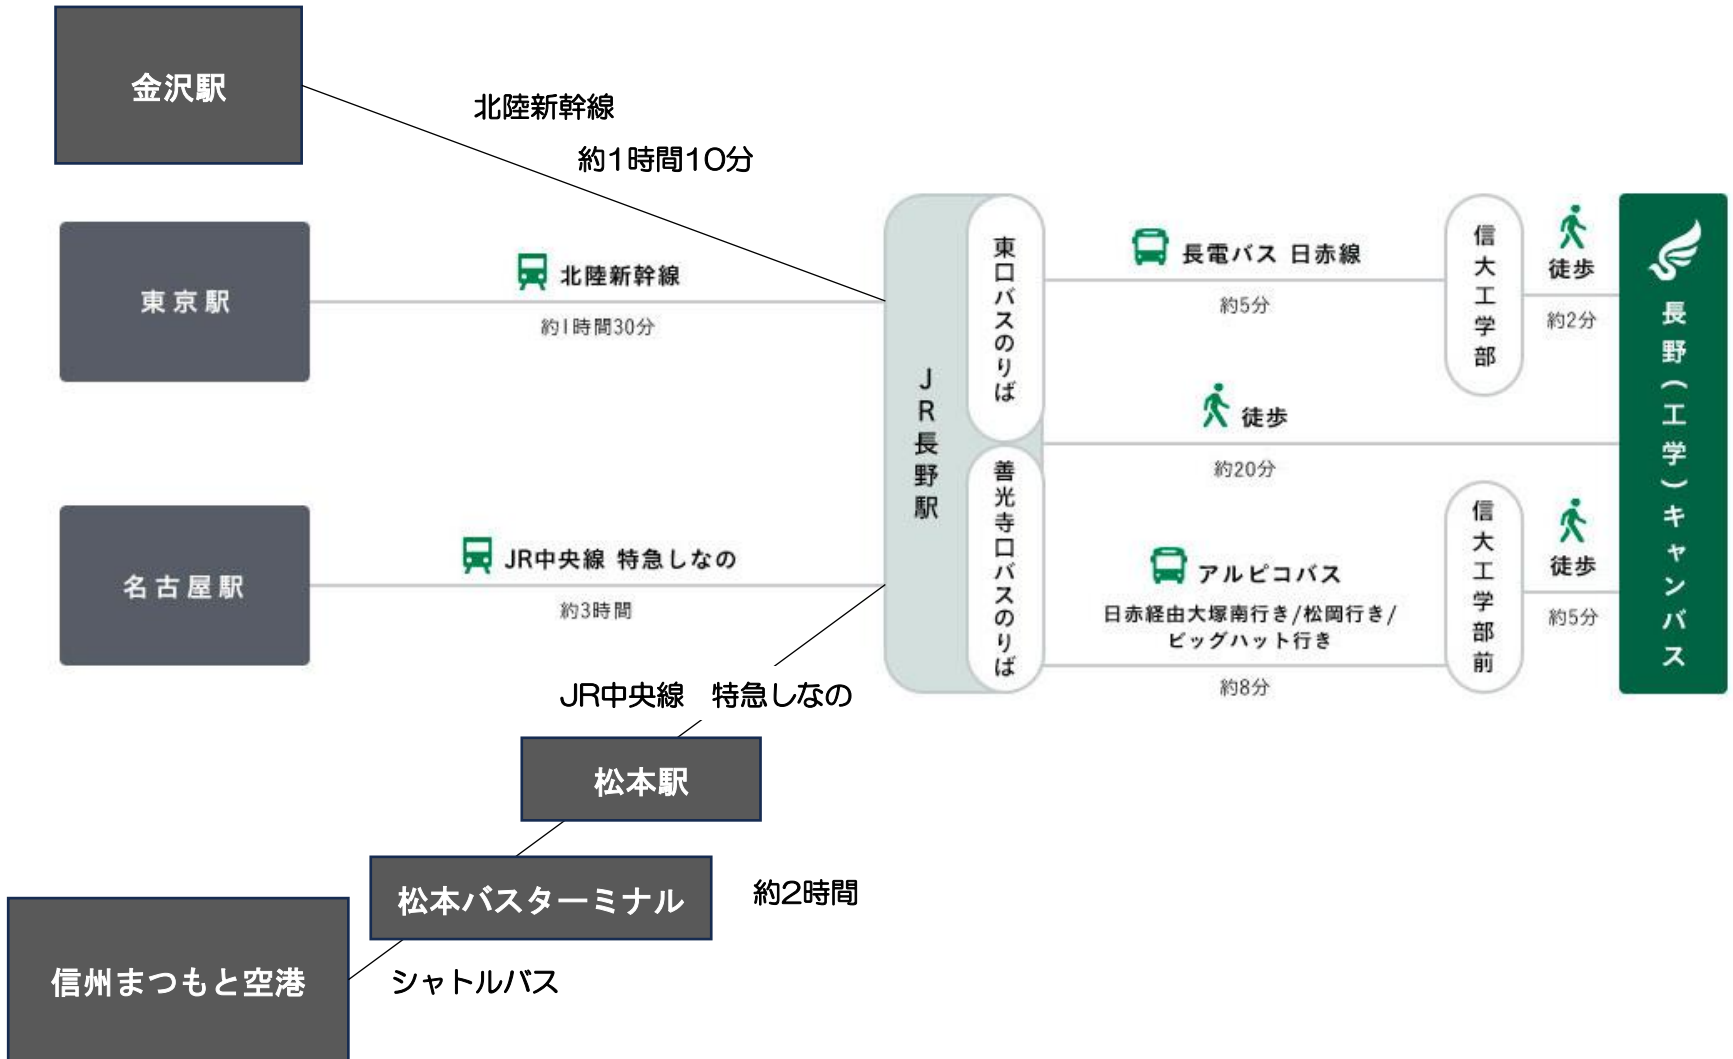 金沢駅
北陸新幹線
約1時間10分
東京駅
北陸新幹線
約1時間30分
名古屋駅
JR中央線 特急しなの
約3時間
JR中央線　特急しなの
松本駅
松本バスターミナル
約2時間
信州まつもと空港
シャトルバス
JR長野駅
東口バスのりば
善光寺口バスのりば
長電バス 日赤線
約5分
信大工学部
徒歩
約2分
徒歩
約20分
アルピコバス
日赤経由大塚南行き/松岡行き/
ビッグハット行き
約8分
信大工学部前
徒歩
約5分
長野(工学)キャンパス